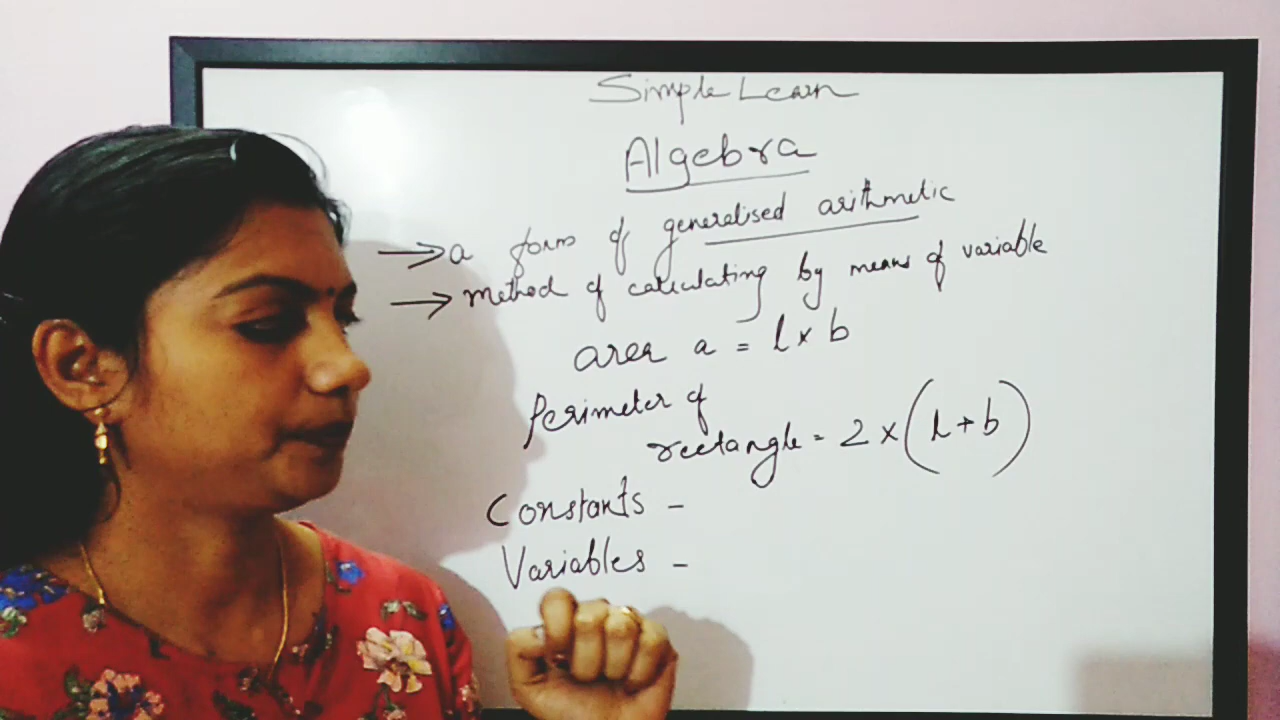 Simple Learn
Algebra
→ a form of generalised arithmetic
→ method of calculating by means of variable
area a = l × b
Perimeter of
rectangle = 2 × (l + b)
Constants -
Variables -